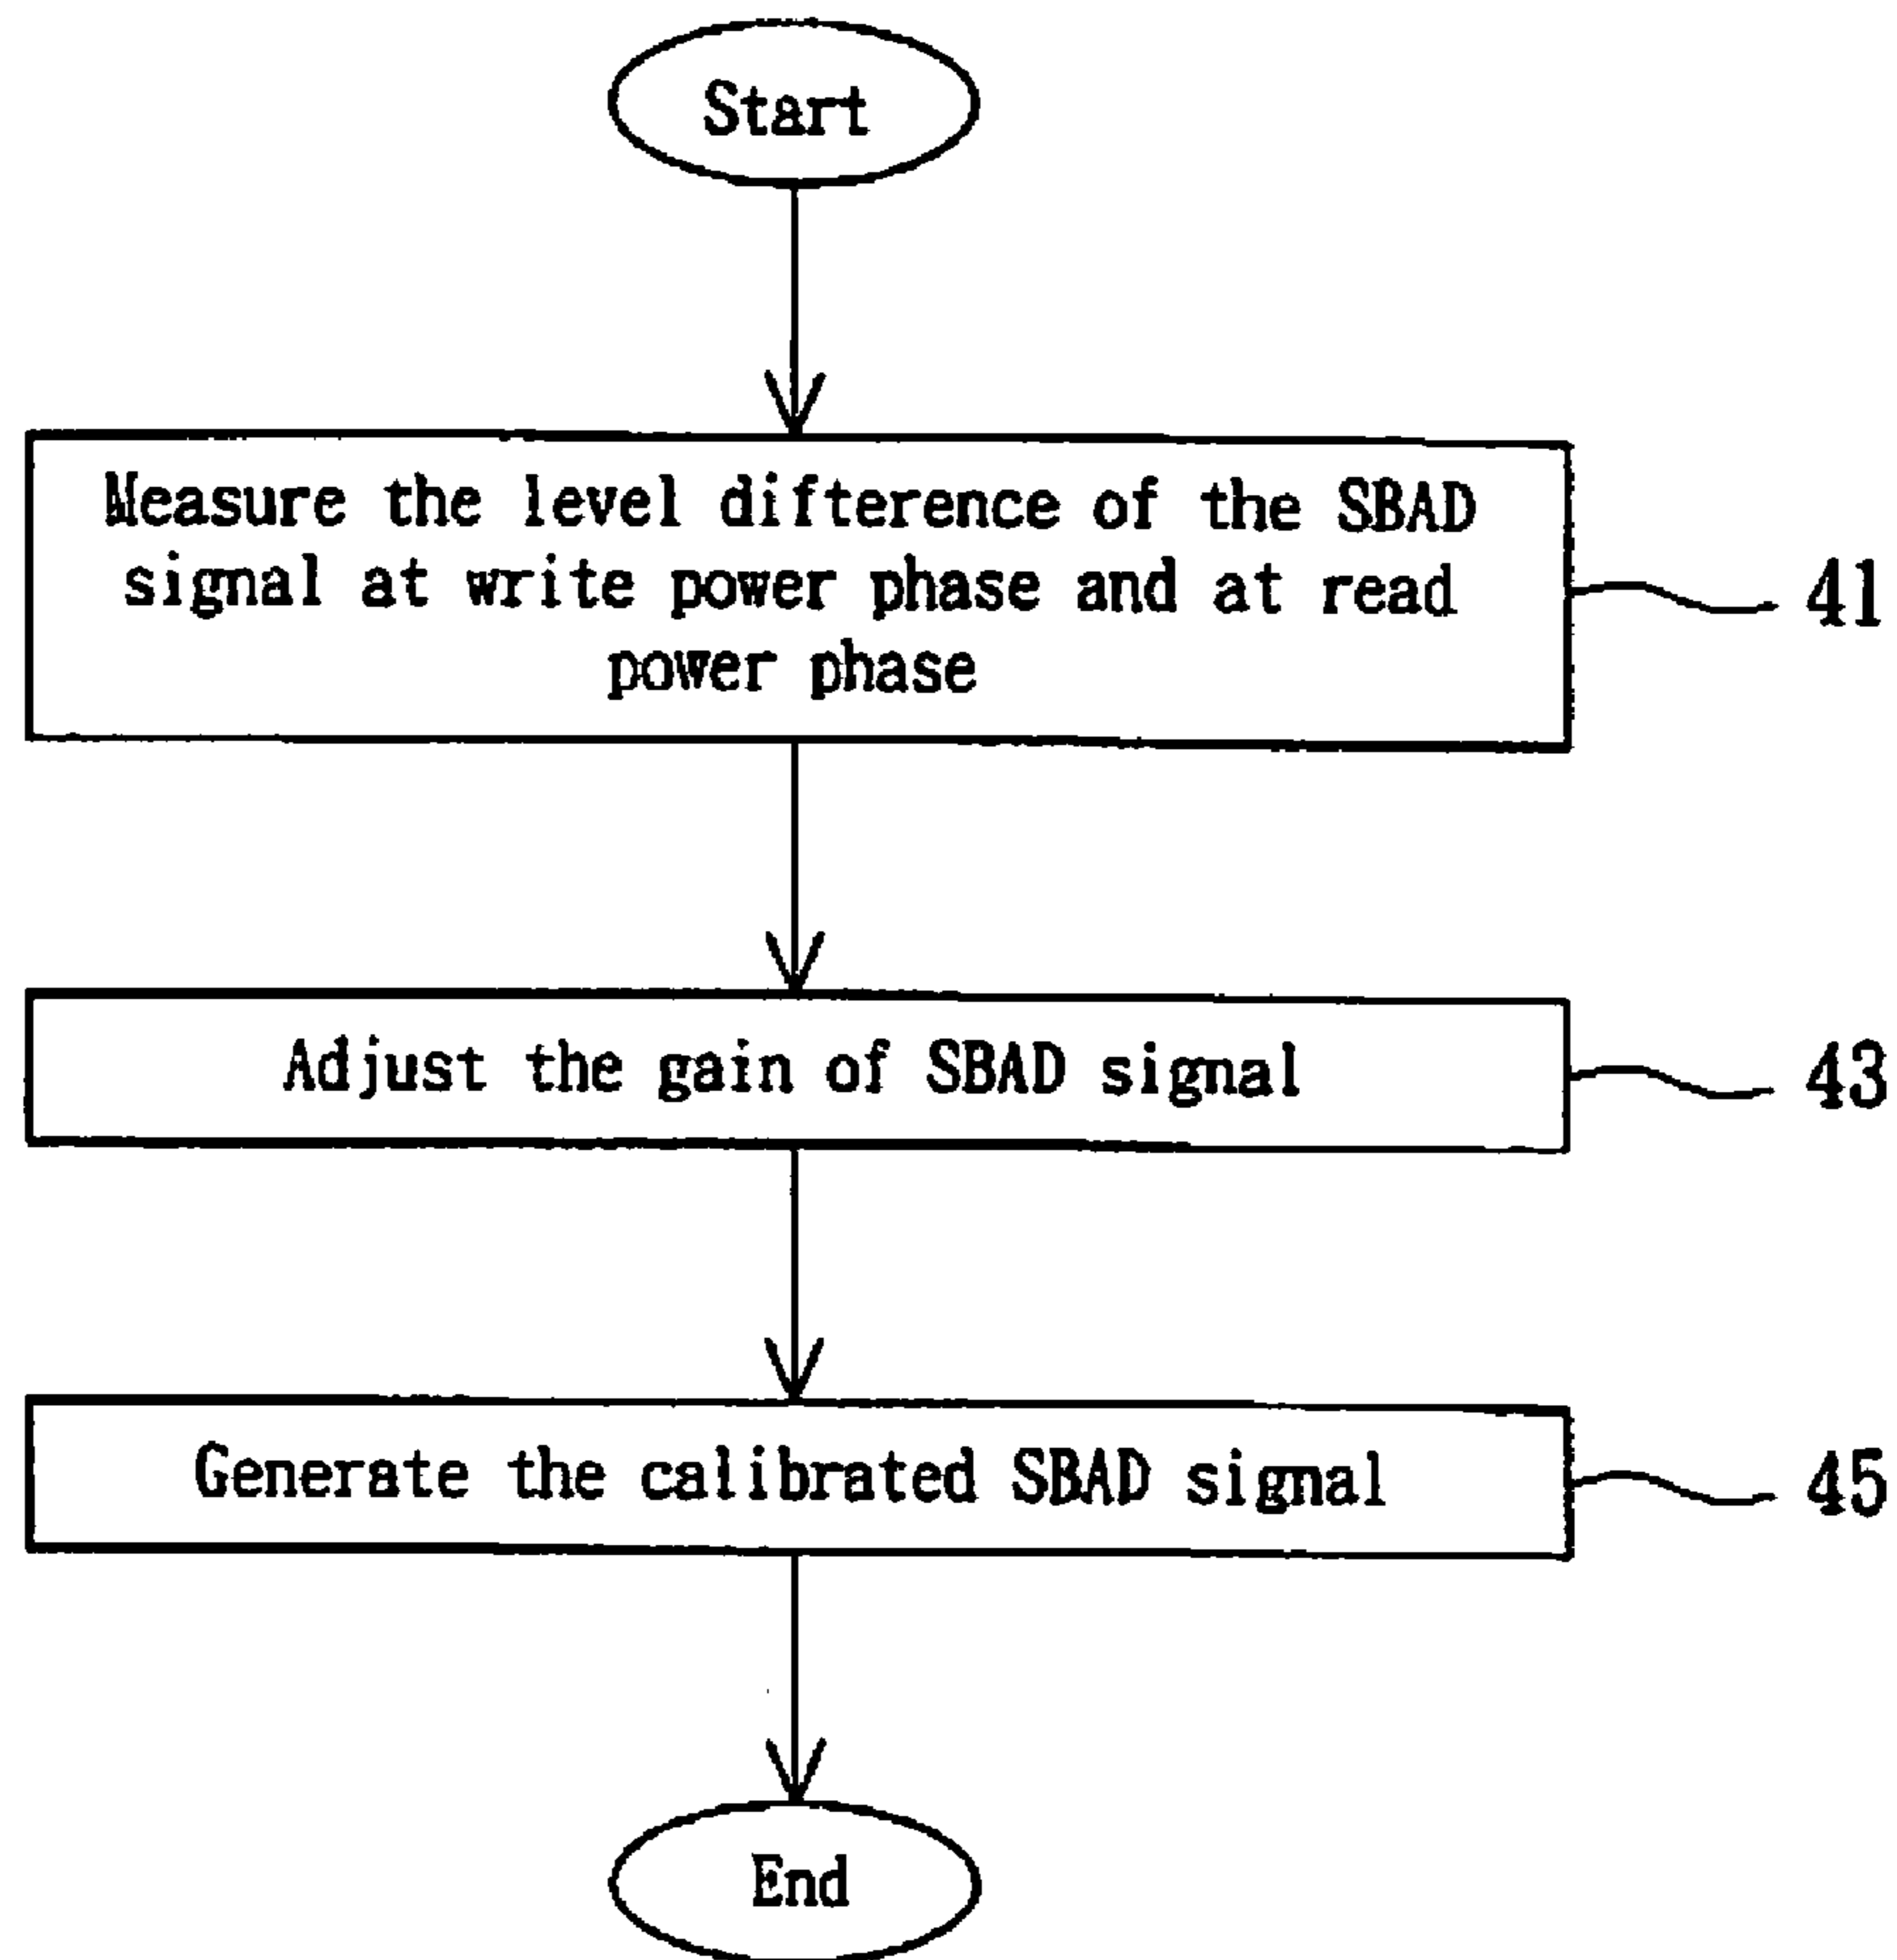 Start
Measure the level difference of the SBAD
signal at write power phase and at read
power phase
41
Adjust the gain of SBAD signal
43
Generate the calibrated SBAD signal
45
End